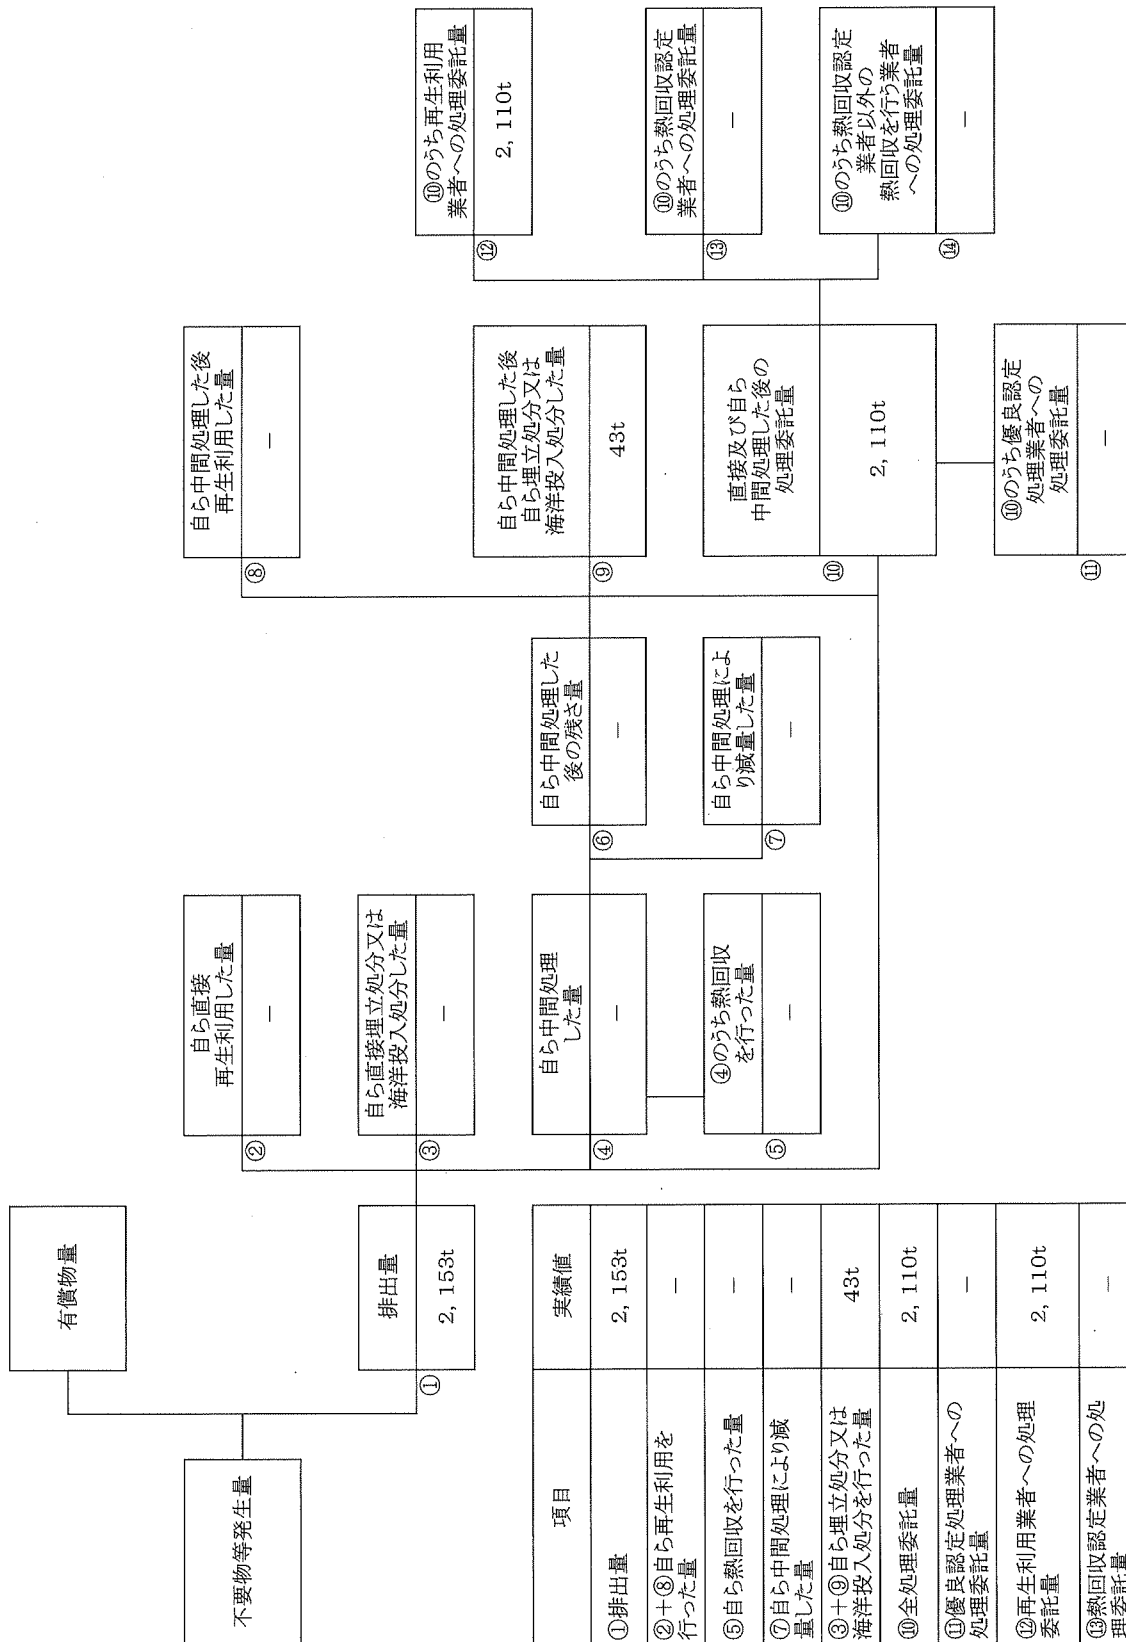 不要物等発生量
有償物量
排出量
① 2,153t
自ら直接
再生利用した量
② －
自ら直接埋立処分又は
海洋投入処分した量
③ －
自ら中間処理
した量
④ －
④のうち熱回収
を行った量
⑤ －
自ら中間処理した
後の残さ量
⑥ －
自ら中間処理によ
り減量した量
⑦ －
自ら中間処理した後
再生利用した量
⑧ －
自ら中間処理した後
自ら埋立処分又は
海洋投入処分した量
⑨ 43t
直接及び自ら
中間処理した後の
処理委託量
⑩ 2,110t
⑩のうち優良認定
処理業者への
処理委託量
⑪ －
⑩のうち再生利用
業者への処理委託量
⑫ 2,110t
⑩のうち熱回収認定
業者への処理委託量
⑬ －
⑩のうち熱回収認定
業者以外の
熱回収を行う業者
への処理委託量
⑭ －
項目 実績値
①排出量 2,153t
②＋⑧自ら再生利用を
行った量 －
⑤自ら熱回収を行った量 －
⑦自ら中間処理により減
量した量 －
③＋⑨自ら埋立処分又は
海洋投入処分を行った量 43t
⑩全処理委託量 2,110t
⑪優良認定処理業者への
処理委託量 －
⑫再生利用業者への処理
委託量 2,110t
⑬熱回収認定業者への処
理委託量 －